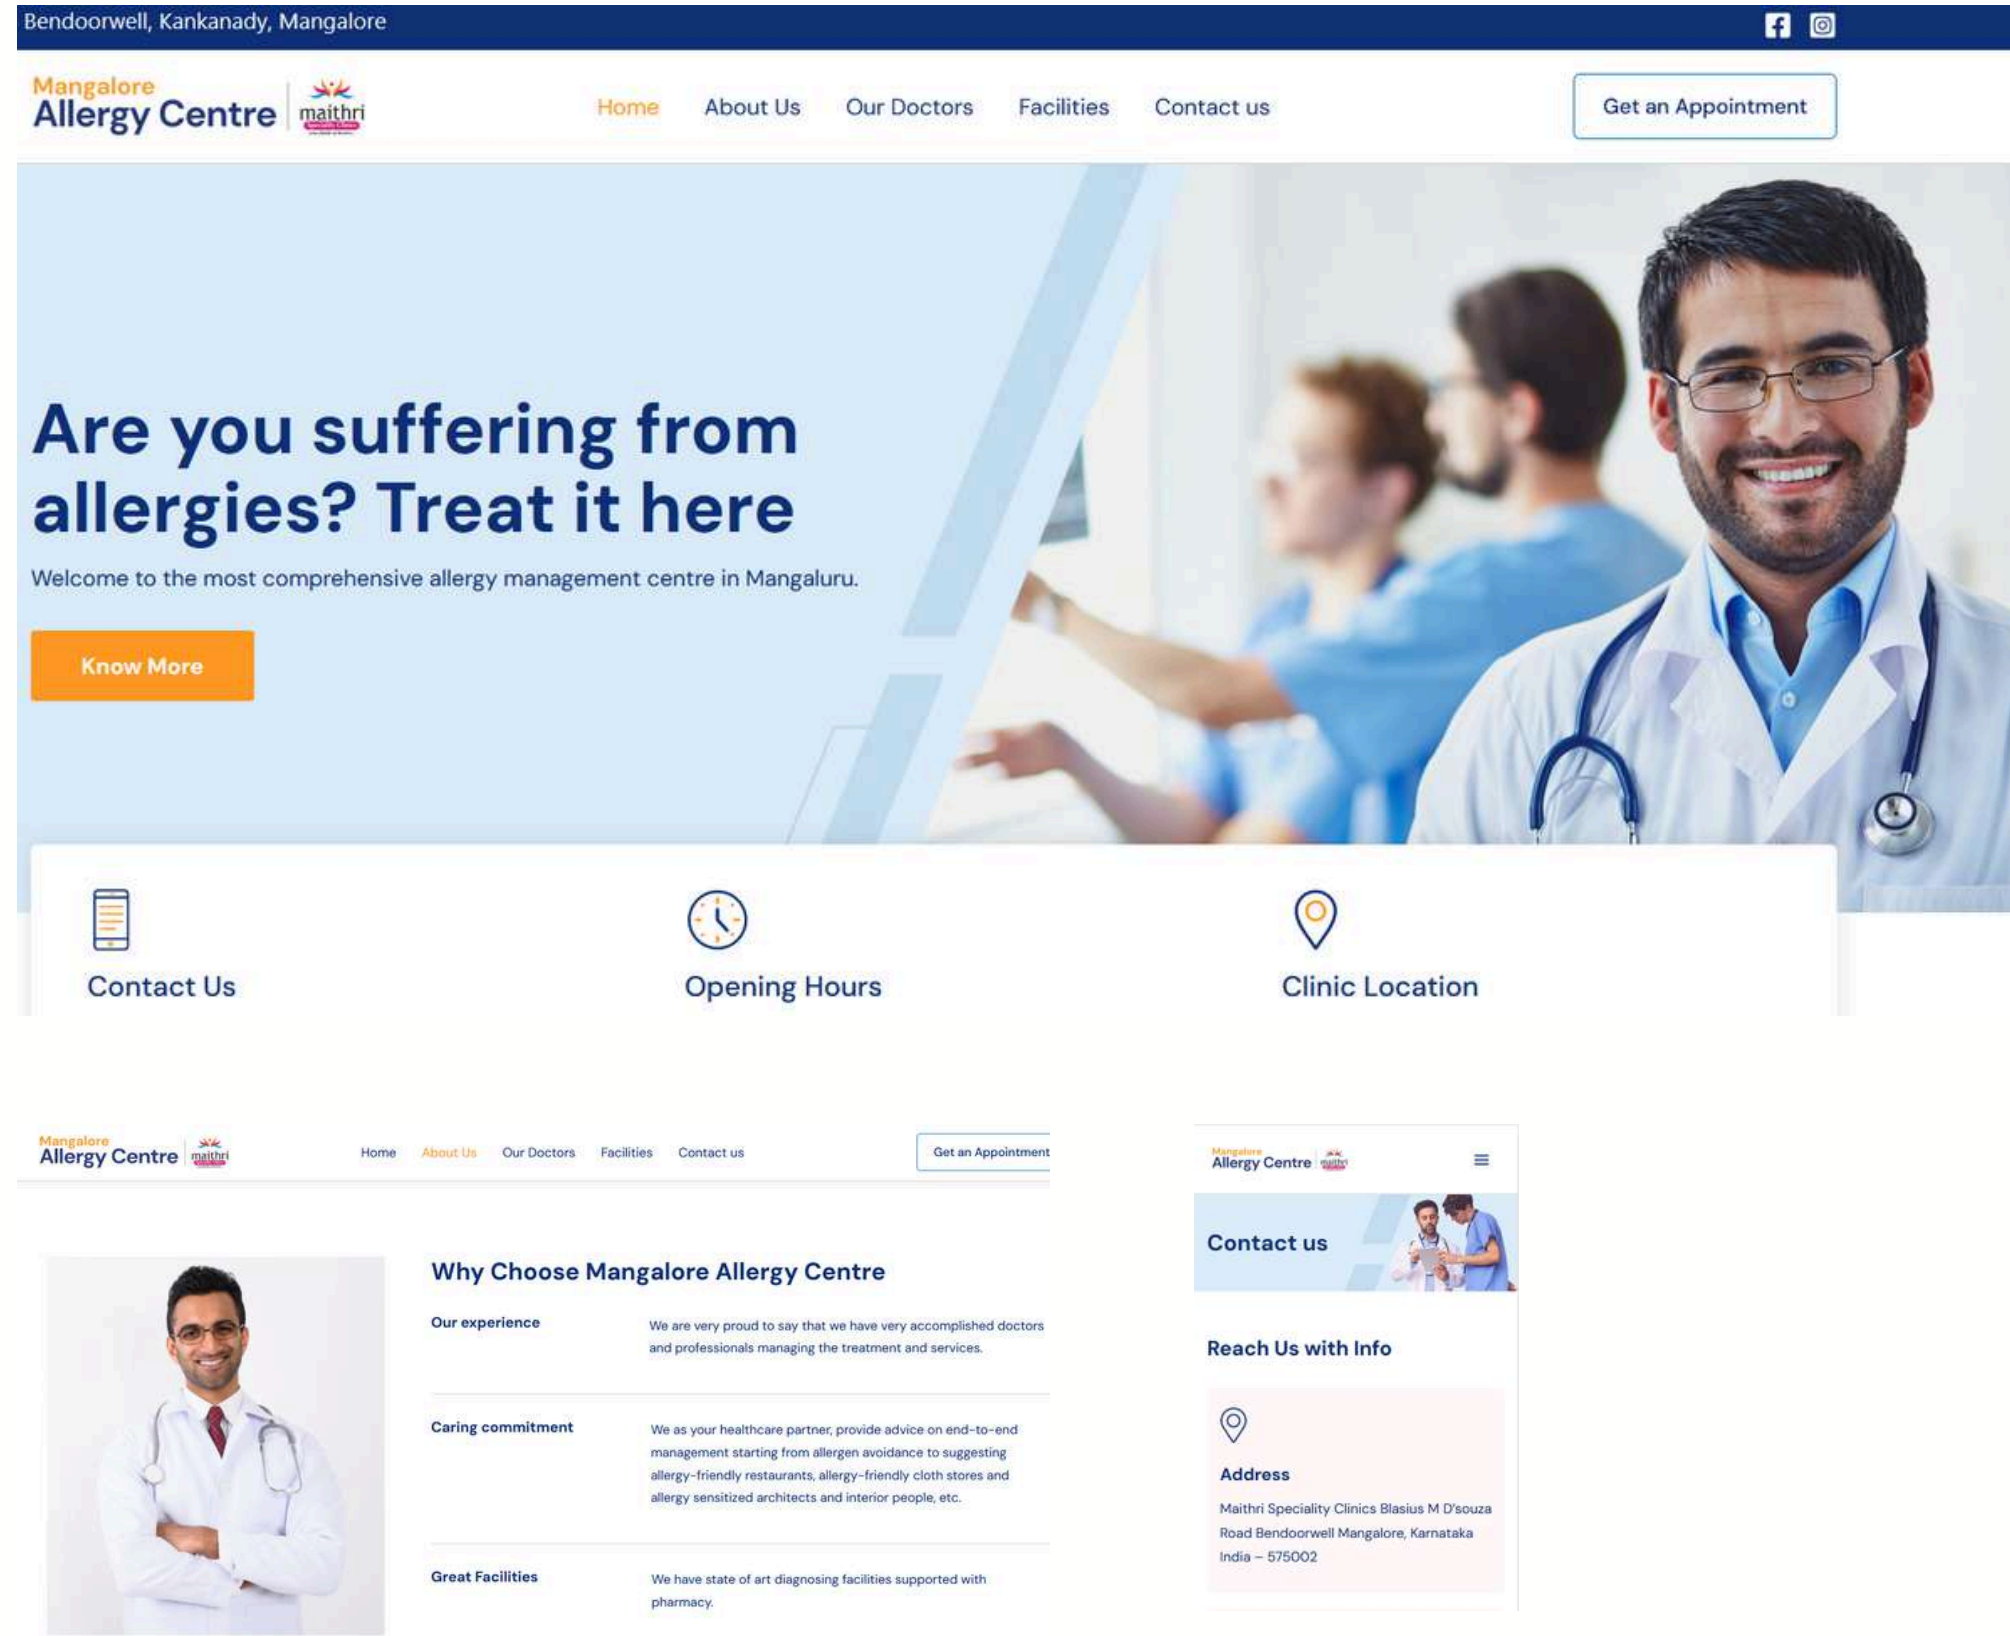 Bendoorwell, Kankanady, Mangalore
Mangalore
Allergy Centre
maithri
Home About Us Our Doctors Facilities Contact us
Get an Appointment
Are you suffering from
allergies? Treat it here
Welcome to the most comprehensive allergy management centre in Mangaluru.
Know More
Contact Us
Opening Hours
Clinic Location
Mangalore
Allergy Centre
maithri
Home About Us Our Doctors Facilities Contact us
Get an Appointment
Why Choose Mangalore Allergy Centre
Our experience
We are very proud to say that we have very accomplished doctors
and professionals managing the treatment and services.
Caring commitment
We as your healthcare partner, provide advice on end-to-end
management starting from allergen avoidance to suggesting
allergy-friendly restaurants, allergy-friendly cloth stores and
allergy sensitized architects and interior people, etc.
Great Facilities
We have state of art diagnosing facilities supported with
pharmacy.
Mangalore
Allergy Centre
maithri
Contact us
Reach Us with Info
Address
Maithri Speciality Clinics Blasius M D'souza
Road Bendoorwell Mangalore, Karnataka
India – 575002